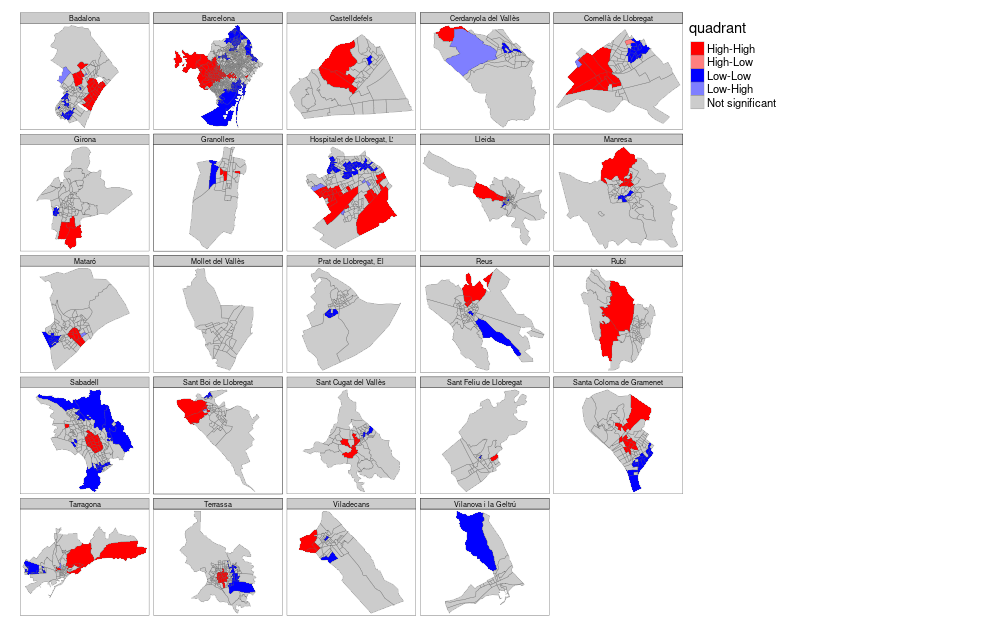 Badalona
Barcelona
Castelldefels
Cerdanyola del Vallès
Cornellà de Llobregat
quadrant
High-High
High-Low
Low-Low
Low-High
Not significant
Girona
Granollers
Hospitalet de Llobregat, L'
Lleida
Manresa
Mataró
Mollet del Vallès
Prat de Llobregat, El
Reus
Rubí
Sabadell
Sant Boi de Llobregat
Sant Cugat del Vallès
Sant Feliu de Llobregat
Santa Coloma de Gramenet
Tarragona
Terrassa
Viladecans
Vilanova i la Geltrú